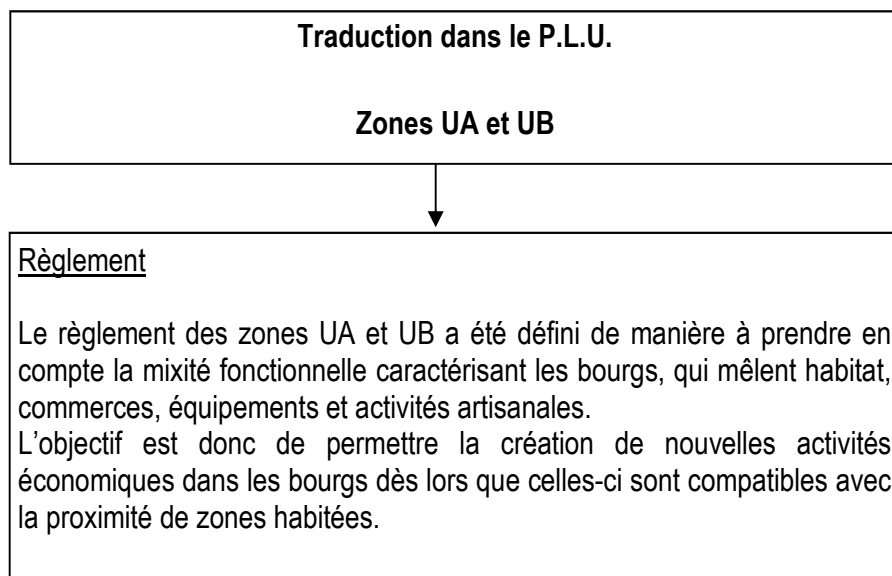 Traduction dans le P.L.U.
Zones UA et UB
Règlement
Le règlement des zones UA et UB a été défini de manière à prendre en
compte la mixité fonctionnelle caractérisant les bourgs, qui mêlent habitat,
commerces, équipements et activités artisanales.
L’objectif est donc de permettre la création de nouvelles activités
économiques dans les bourgs dès lors que celles-ci sont compatibles avec
la proximité de zones habitées.